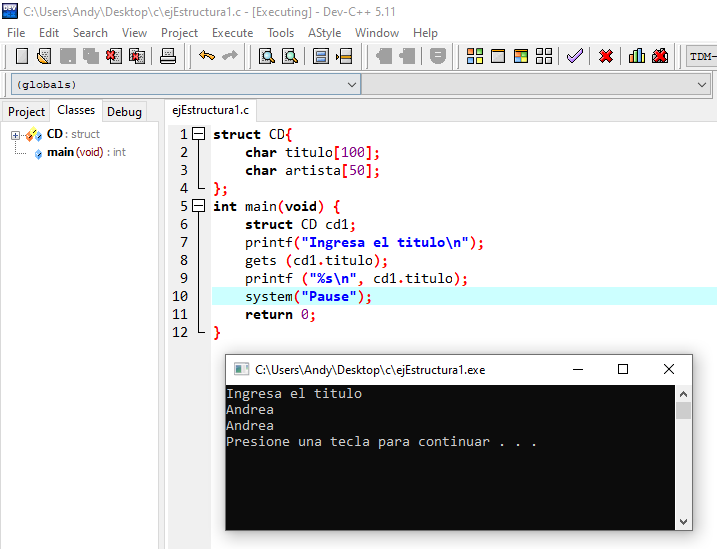 C:\Users\Andy\Desktop\c\ejEstructura1.c - [Executing] - Dev-C++ 5.11
File Edit Search View Project Execute Tools AStyle Window Help
TDM-
(globals)
Project Classes Debug
ejEstructura1.c
CD : struct
main (void) : int
1 struct CD{
2 char titulo[100];
3 char artista[50];
4 };
5 int main(void) {
6 struct CD cd1;
7 printf("Ingresa el titulo\n");
8 gets (cd1.titulo);
9 printf ("%s\n", cd1.titulo);
10 system("Pause");
11 return 0;
12 }
C:\Users\Andy\Desktop\c\ejEstructura1.exe
Ingresa el titulo
Andrea
Andrea
Presione una tecla para continuar . . .